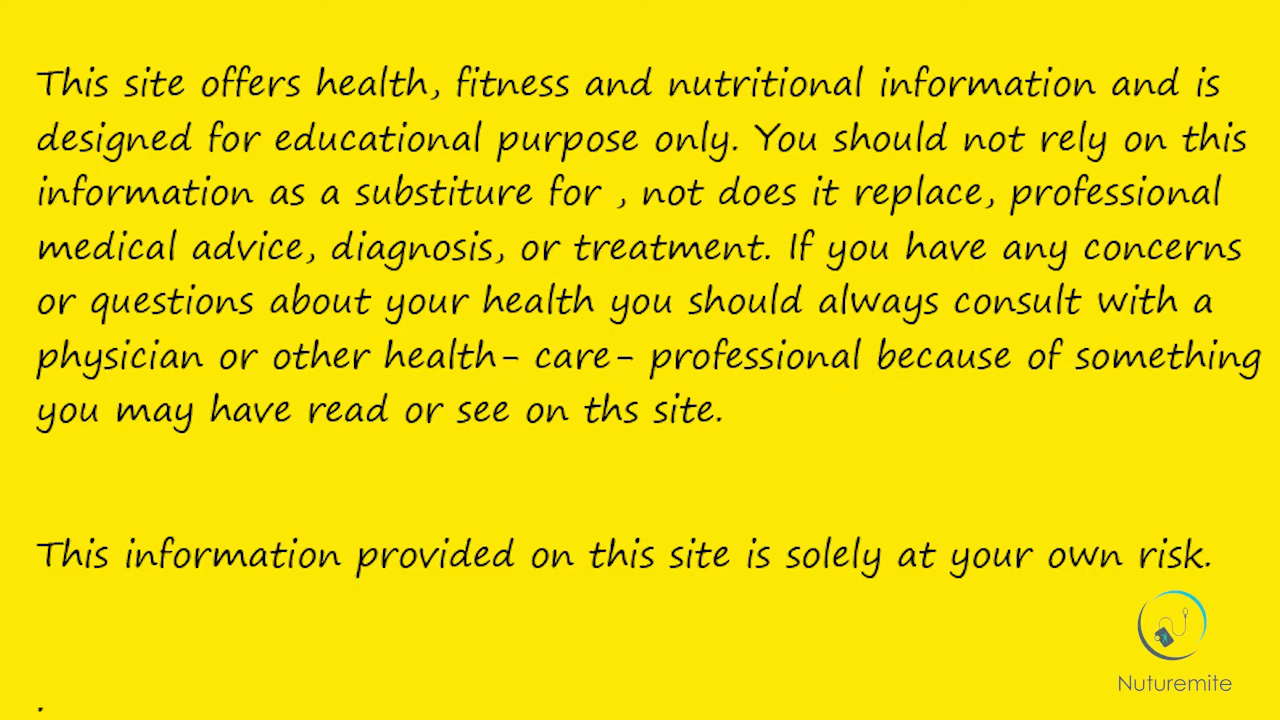 This site offers health, fitness and nutritional information and is
designed for educational purpose only. You should not rely on this
information as a substiture for , not does it replace, professional
medical advice, diagnosis, or treatment. If you have any concerns
or questions about your health you should always consult with a
physician or other health- care- professional because of something
you may have read or see on ths site.
This information provided on this site is solely at your own risk.
Nuturemite
.